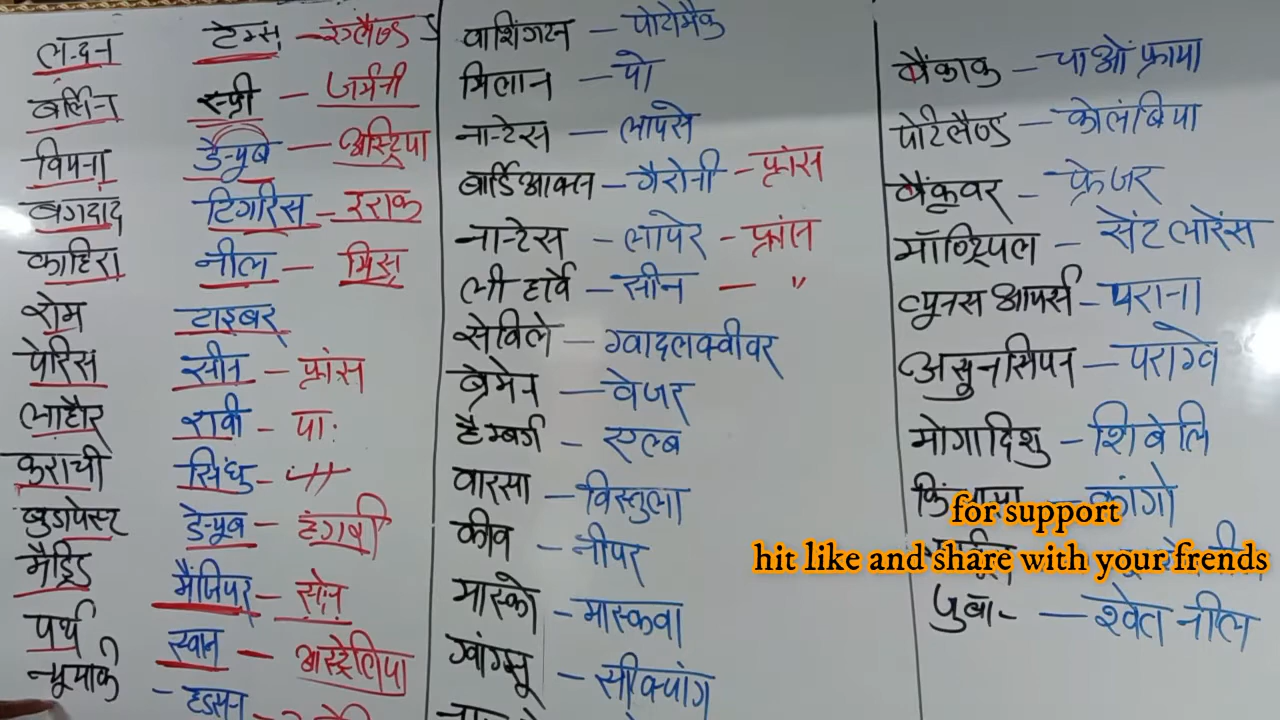 लन्दन टेम्स - इंग्लैण्ड
बर्लिन स्प्री - जर्मनी
वियना डेन्यूब - आस्ट्रिया
बगदाद टिगरिस - इराक
काहिरा नील - मिस्र
रोम टाइबर
पेरिस सीन - फ्रांस
लाहौर रावी - पा:
कराची सिंधु - "
बुडापेस्ट डेन्यूब - हंगरी
मैड्रिड मैंजियर - स्पेन
पर्थ स्वान - आस्ट्रेलिया
न्यूयार्क - हडसन
वाशिंगटन - पोटोमैक
मिलान - पो
नान्टेस - लायसे
बार्डिआक्स - गैरोनी - फ्रांस
नान्टेस - लोयर - फ्रांस
ली हार्वे - सीन - "
सेविले - ग्वादलक्वीवर
ब्रेमेन - वेजर
हैम्बर्ग - एल्ब
वारसा - विस्तुला
कीव - नीपर
मास्को - मास्कवा
ग्वांग्सू - सीक्यांग
बैंकाक - चाओ फ्राया
पोर्टलैण्ड - कोलंबिया
बैंकूवर - फ्रेजर
मॉण्ट्रियल - सेंट लारेंस
ब्यूनस आयर्स - पराना
असुनसियन - पराग्वे
मोगादिशु - शिबेलि
कांगो
for support
hit like and share with your frends
जुबा - श्वेत नील